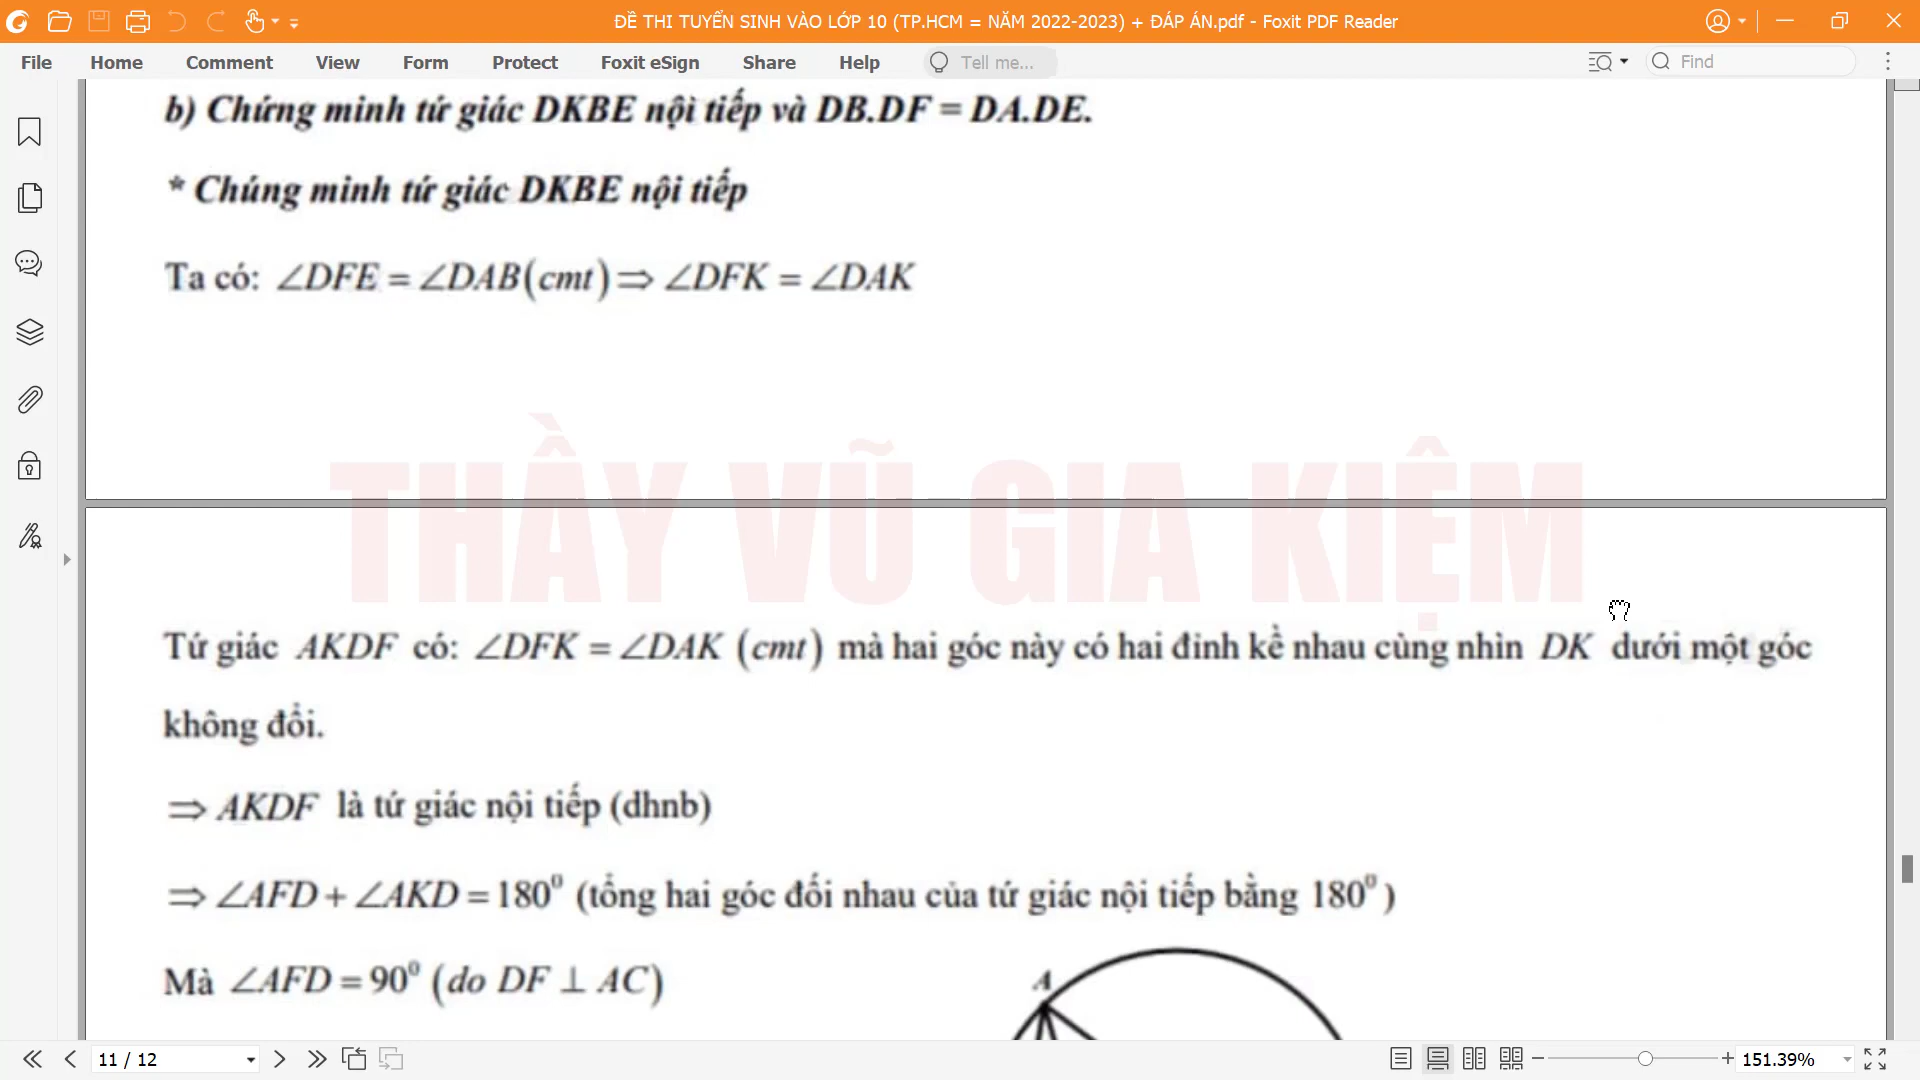 ĐỀ THI TUYỂN SINH VÀO LỚP 10 (TP.HCM = NĂM 2022-2023) + ĐÁP ÁN.pdf - Foxit PDF Reader
File Home Comment View Form Protect Foxit eSign Share Help Tell me... Find
b) Chứng minh tứ giác DKBE nội tiếp và DB.DF = DA.DE.
* Chúng minh tứ giác DKBE nội tiếp
Ta có: ∠DFE = ∠DAB(cmt) ⇒ ∠DFK = ∠DAK
THẦY VŨ GIA KIỆM
Tứ giác AKDF có: ∠DFK = ∠DAK (cmt) mà hai góc này có hai đỉnh kề nhau cùng nhìn DK dưới một góc
không đổi.
⇒ AKDF là tứ giác nội tiếp (dhnb)
⇒ ∠AFD + ∠AKD = 180⁰ (tổng hai góc đối nhau của tứ giác nội tiếp bằng 180⁰)
Mà ∠AFD = 90⁰ (do DF ⊥ AC)
A
11 / 12
151.39%